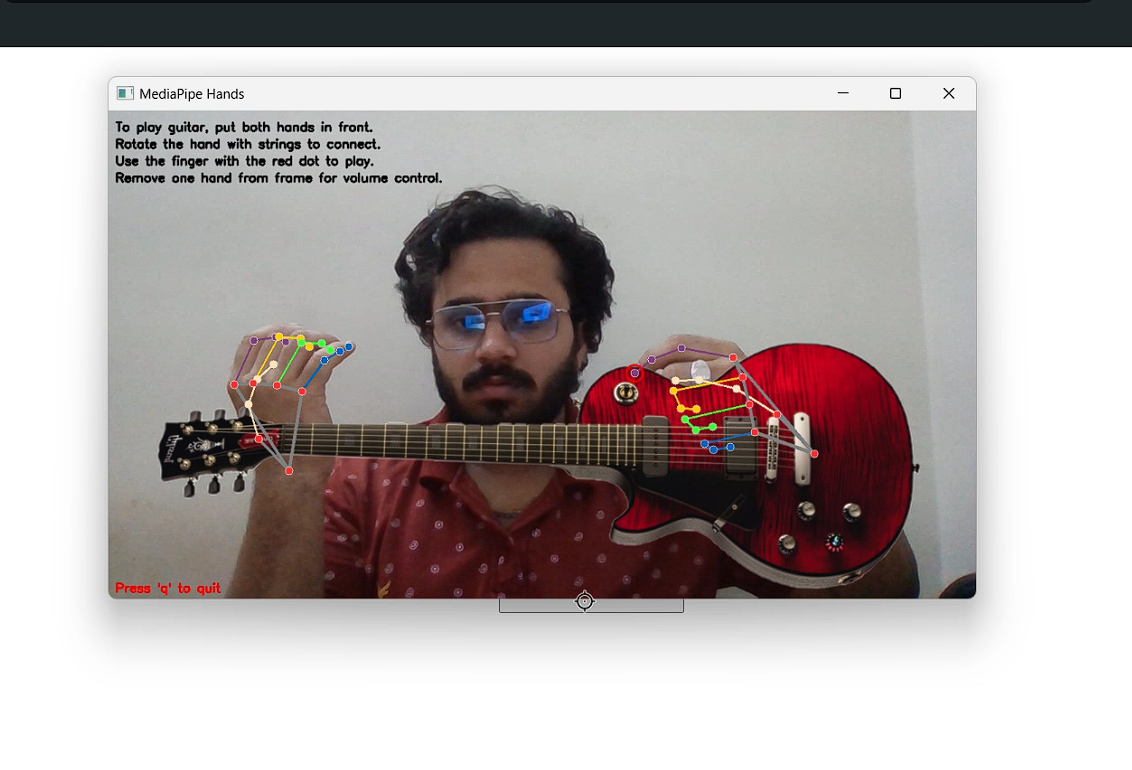 MediaPipe Hands
To play guitar, put both hands in front.
Rotate the hand with strings to connect.
Use the finger with the red dot to play.
Remove one hand from frame for volume control.
Press 'q' to quit